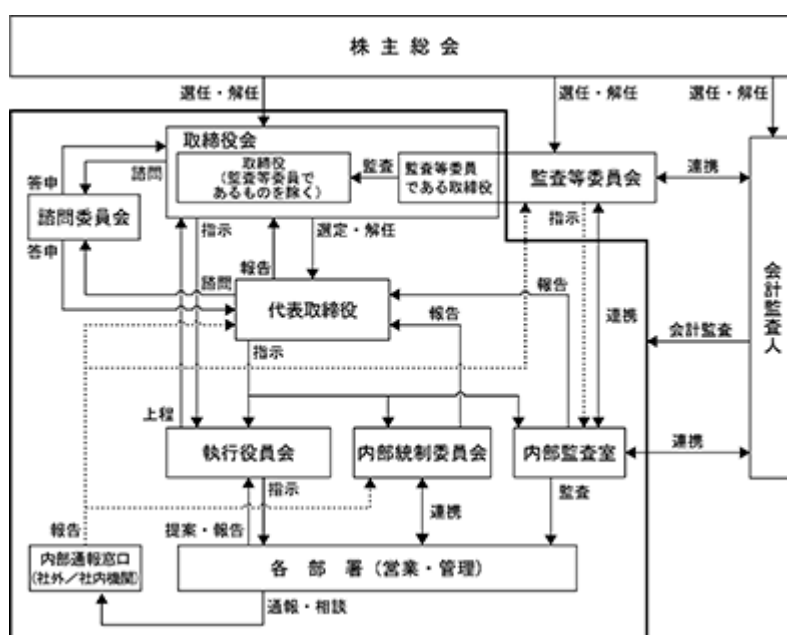 株主総会
選任・解任
選任・解任
選任・解任
取締役会
取締役
(監査等委員で
あるものを除く)
監査
監査等委員
である取締役
監査等委員会
連携
答申
諮問
諮問委員会
答申
諮問
指示
報告
選定・解任
指示
報告
代表取締役
報告
連携
会計監査
会計監査人
指示
上程
執行役員会
内部統制委員会
内部監査室
連携
指示
提案・報告
連携
監査
報告
内部通報窓口
(社外/社内機関)
各部署(営業・管理)
通報・相談